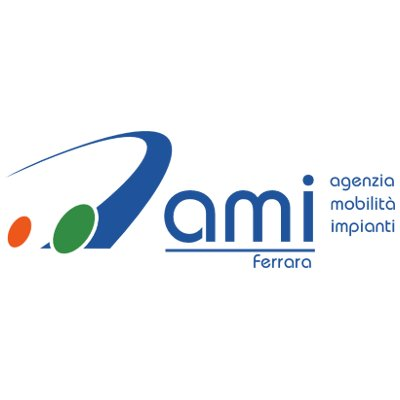 ami
Ferrara
agenzia
mobilità
impianti